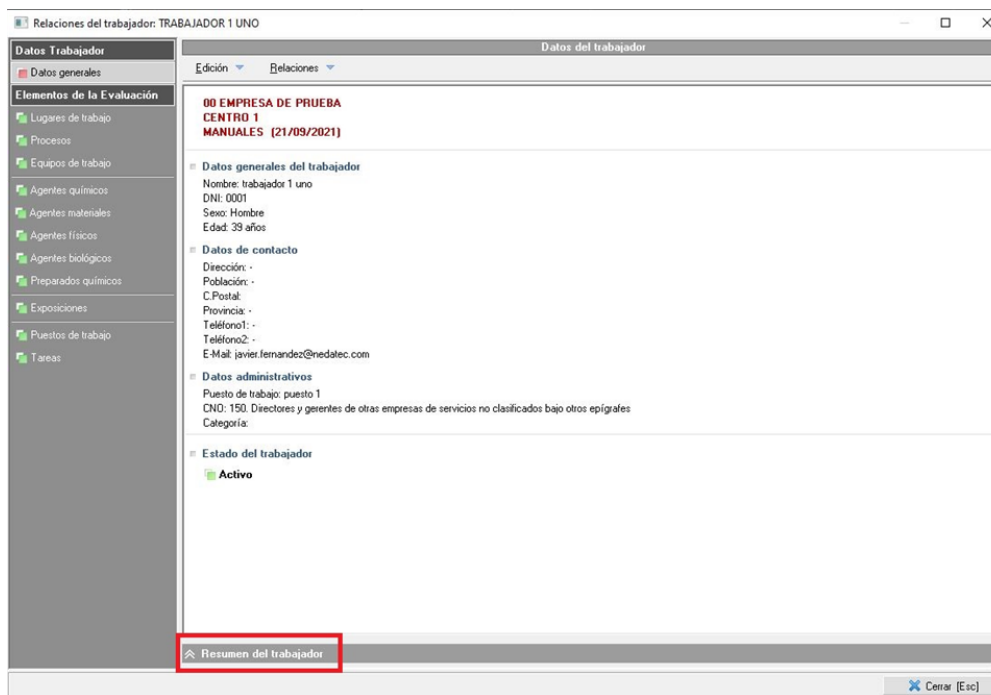 Relaciones del trabajador: TRABAJADOR 1 UNO
Datos Trabajador
Datos generales
Elementos de la Evaluación
Lugares de trabajo
Procesos
Equipos de trabajo
Agentes químicos
Agentes materiales
Agentes físicos
Agentes biológicos
Preparados químicos
Exposiciones
Puestos de trabajo
Tareas
Datos del trabajador
Edición Relaciones
00 EMPRESA DE PRUEBA
CENTRO 1
MANUALES (21/09/2021)
Datos generales del trabajador
Nombre: trabajador 1 uno
DNI: 0001
Sexo: Hombre
Edad: 39 años
Datos de contacto
Dirección: -
Población: -
C.Postal:
Provincia: -
Teléfono1: -
Teléfono2: -
E-Mail: javier.fernandez@nedatec.com
Datos administrativos
Puesto de trabajo: puesto 1
CNO: 150. Directores y gerentes de otras empresas de servicios no clasificados bajo otros epígrafes
Categoría:
Estado del trabajador
Activo
Resumen del trabajador
Cerrar [Esc]